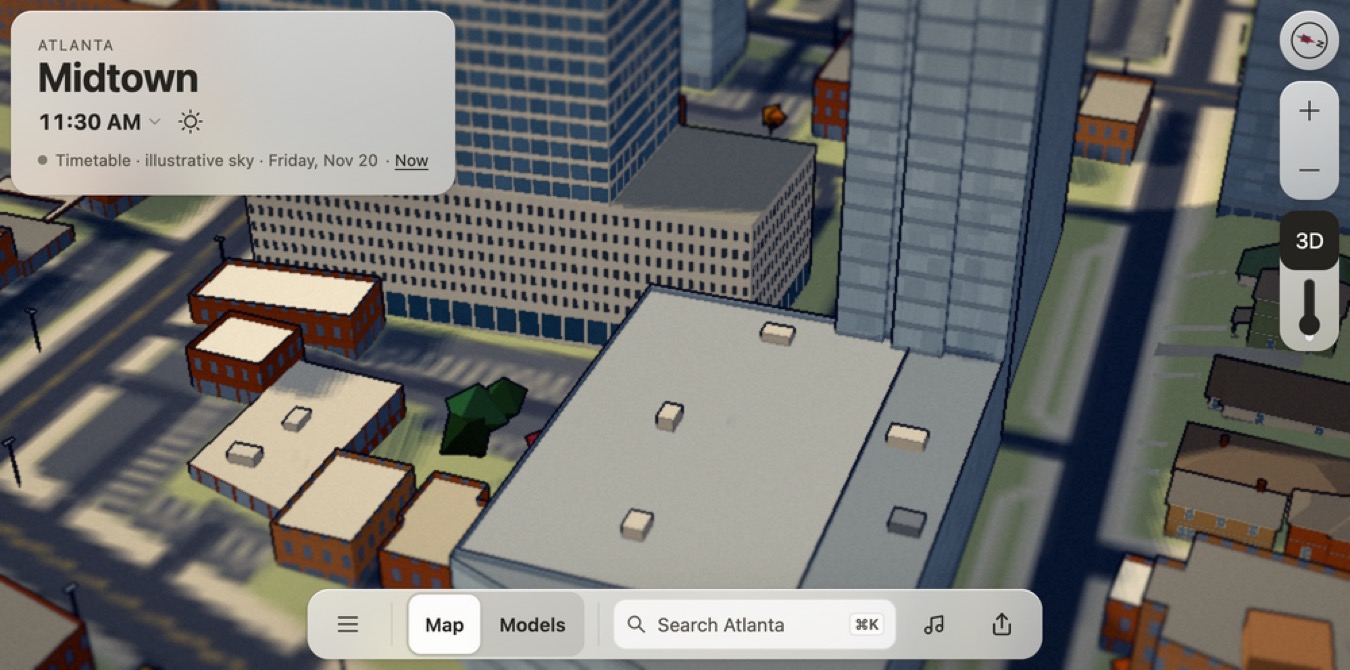 ATLANTA
Midtown
11:30 AM
Timetable · illustrative sky · Friday, Nov 20 · Now
N
3D
Map
Models
Search Atlanta
⌘K